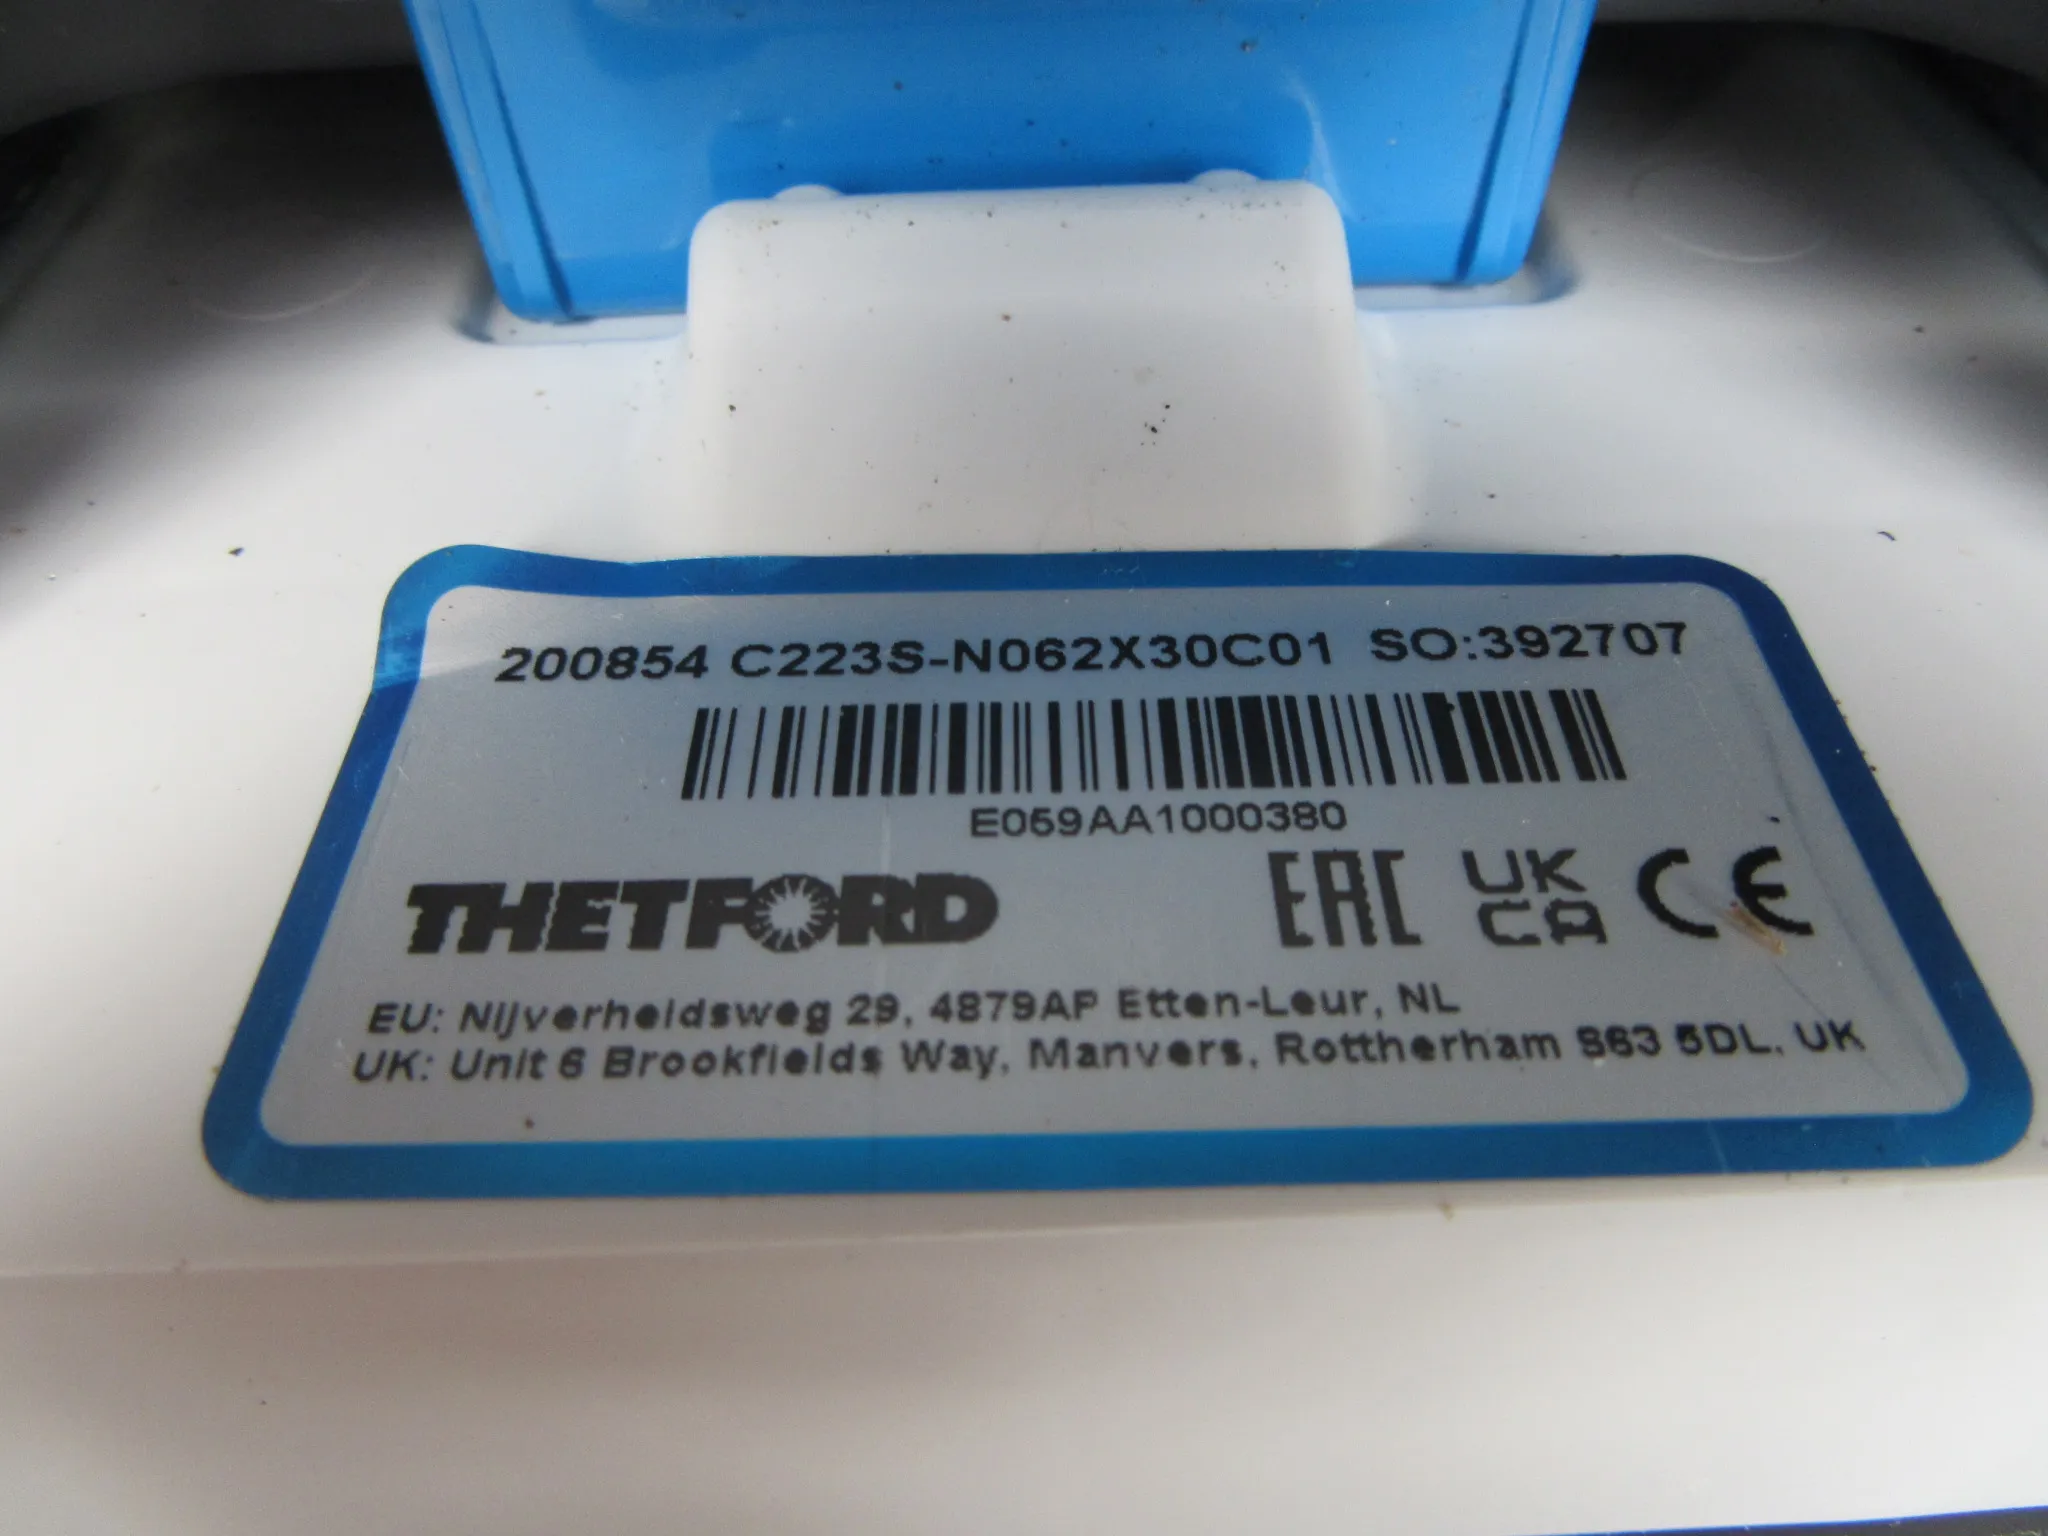 200854 C223S-N062X30C01 SO:392707
E059AA1000380
THETFORD
EAC UK CA CE
EU: Nijverheidsweg 29, 4879AP Etten-Leur, NL
UK: Unit 6 Brookfields Way, Manvers, Rottherham S63 5DL, UK